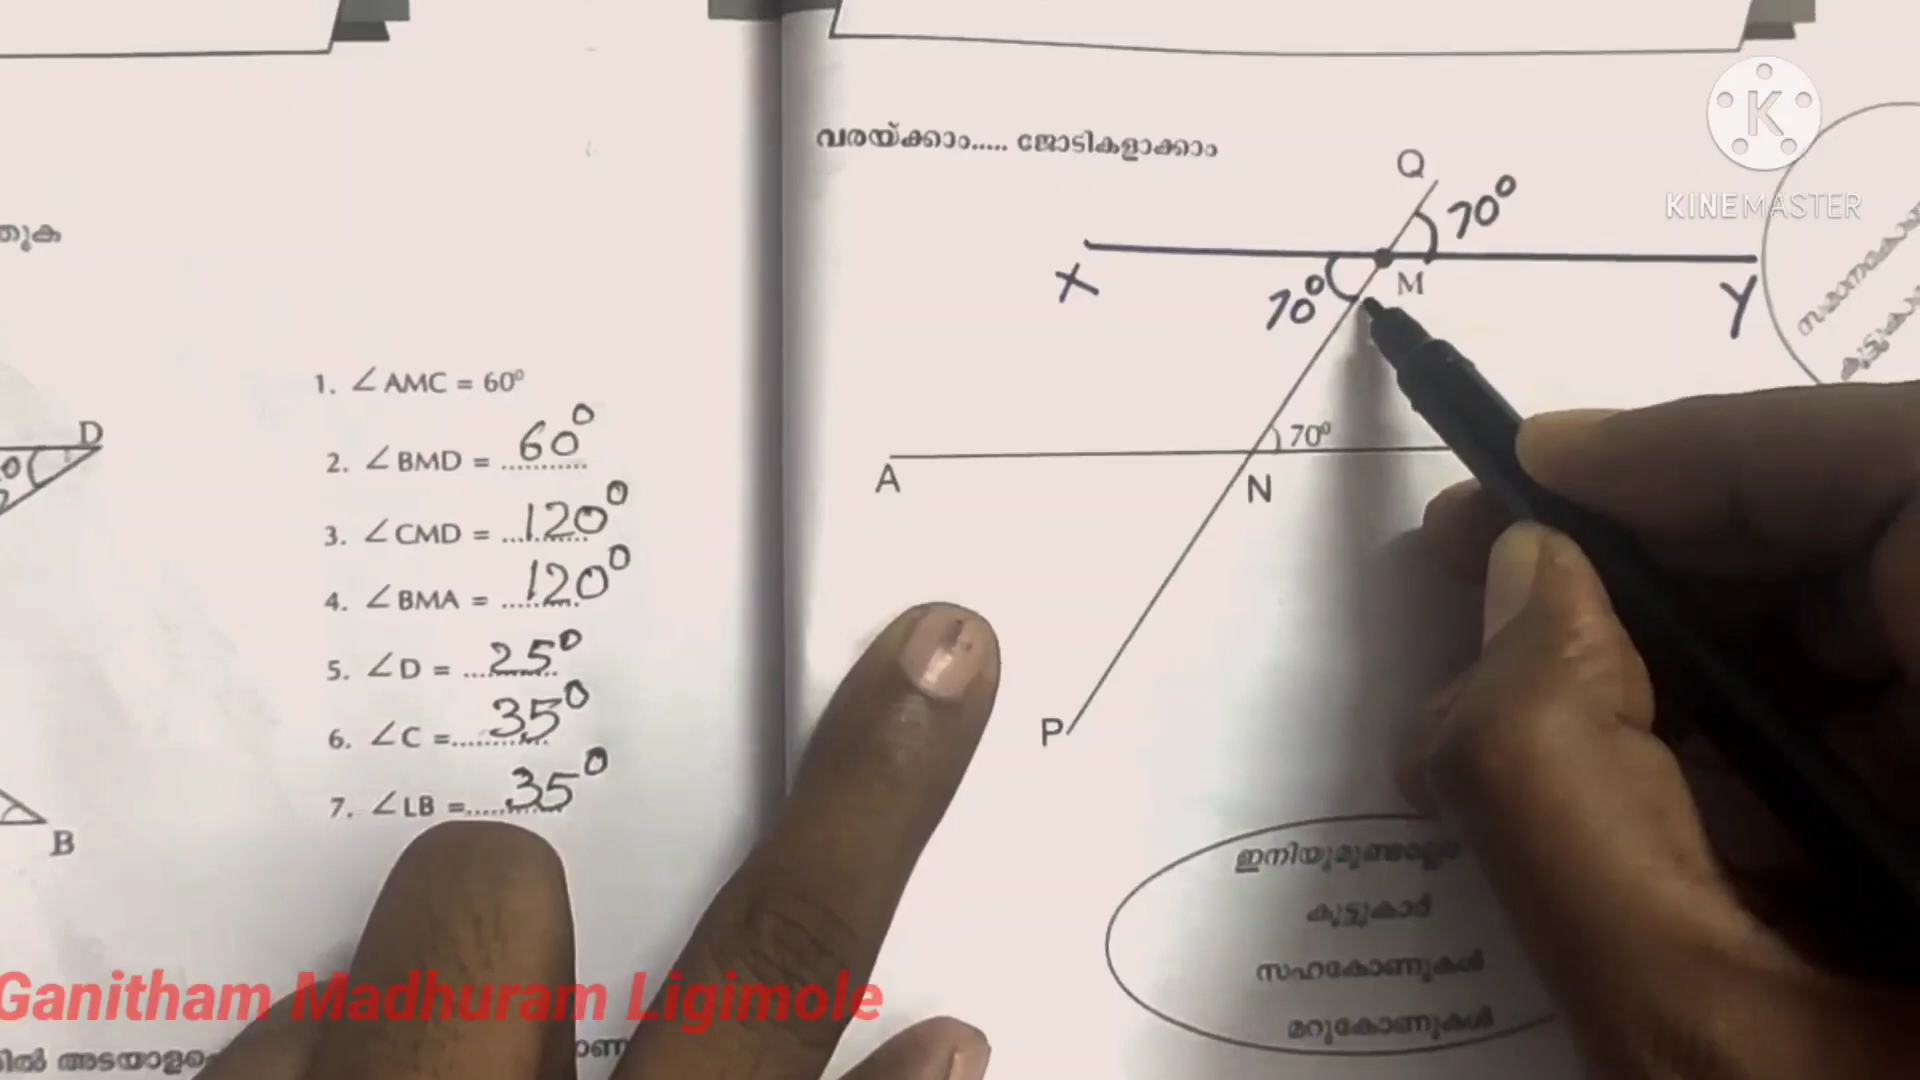 തുക
D
1. ∠AMC = 60°
2. ∠BMD = 60°
3. ∠CMD = 120°
4. ∠BMA = 120°
5. ∠D = 25°
6. ∠C = 35°
7. ∠LB = 35°
B
വരയ്ക്കാം..... ജോടികളാക്കാം
Q
70°
X
70°
M
Y
70°
A
N
P
കൂട്ടുകാർ
സഹകോണുകൾ
മറുകോണുകൾ
KINEMASTER
Ganitham Madhuram Ligimole